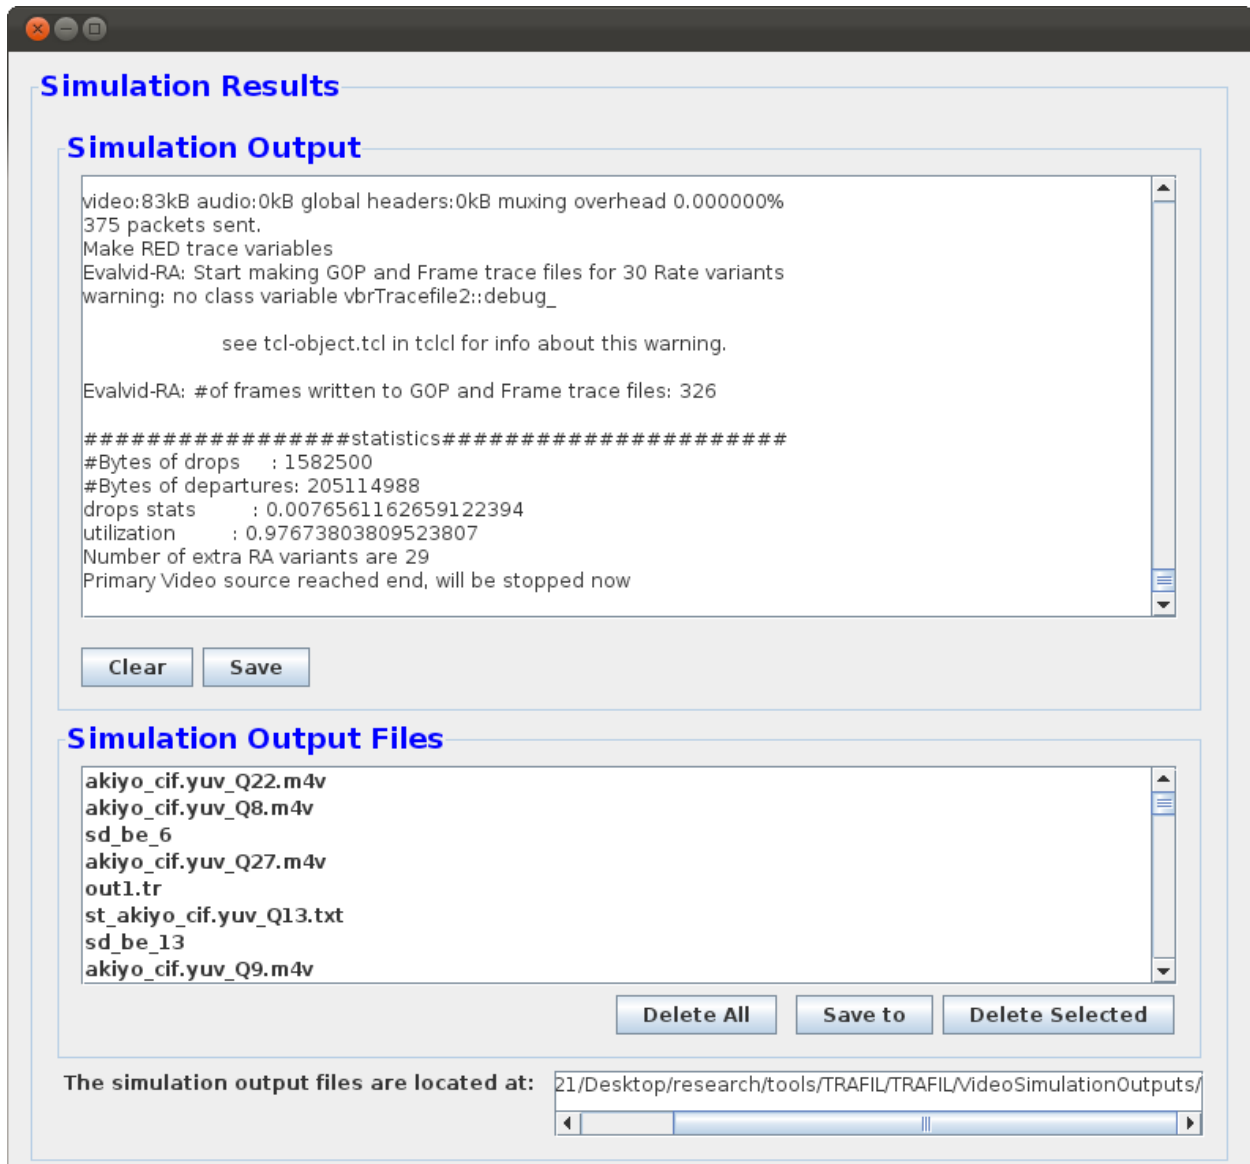 Simulation Results
Simulation Output
video:83kB audio:0kB global headers:0kB muxing overhead 0.000000%
375 packets sent.
Make RED trace variables
Evalvid-RA: Start making GOP and Frame trace files for 30 Rate variants
warning: no class variable vbrTracefile2::debug_
see tcl-object.tcl in tclcl for info about this warning.
Evalvid-RA: #of frames written to GOP and Frame trace files: 326
#################statistics######################
#Bytes of drops    : 1582500
#Bytes of departures: 205114988
drops stats         : 0.0076561162659122394
utilization         : 0.97673803809523807
Number of extra RA variants are 29
Primary Video source reached end, will be stopped now
Clear Save
Simulation Output Files
akiyo_cif.yuv_Q22.m4v
akiyo_cif.yuv_Q8.m4v
sd_be_6
akiyo_cif.yuv_Q27.m4v
out1.tr
st_akiyo_cif.yuv_Q13.txt
sd_be_13
akiyo_cif.yuv_Q9.m4v
Delete All Save to Delete Selected
The simulation output files are located at: 21/Desktop/research/tools/TRAFIL/TRAFIL/VideoSimulationOutputs/